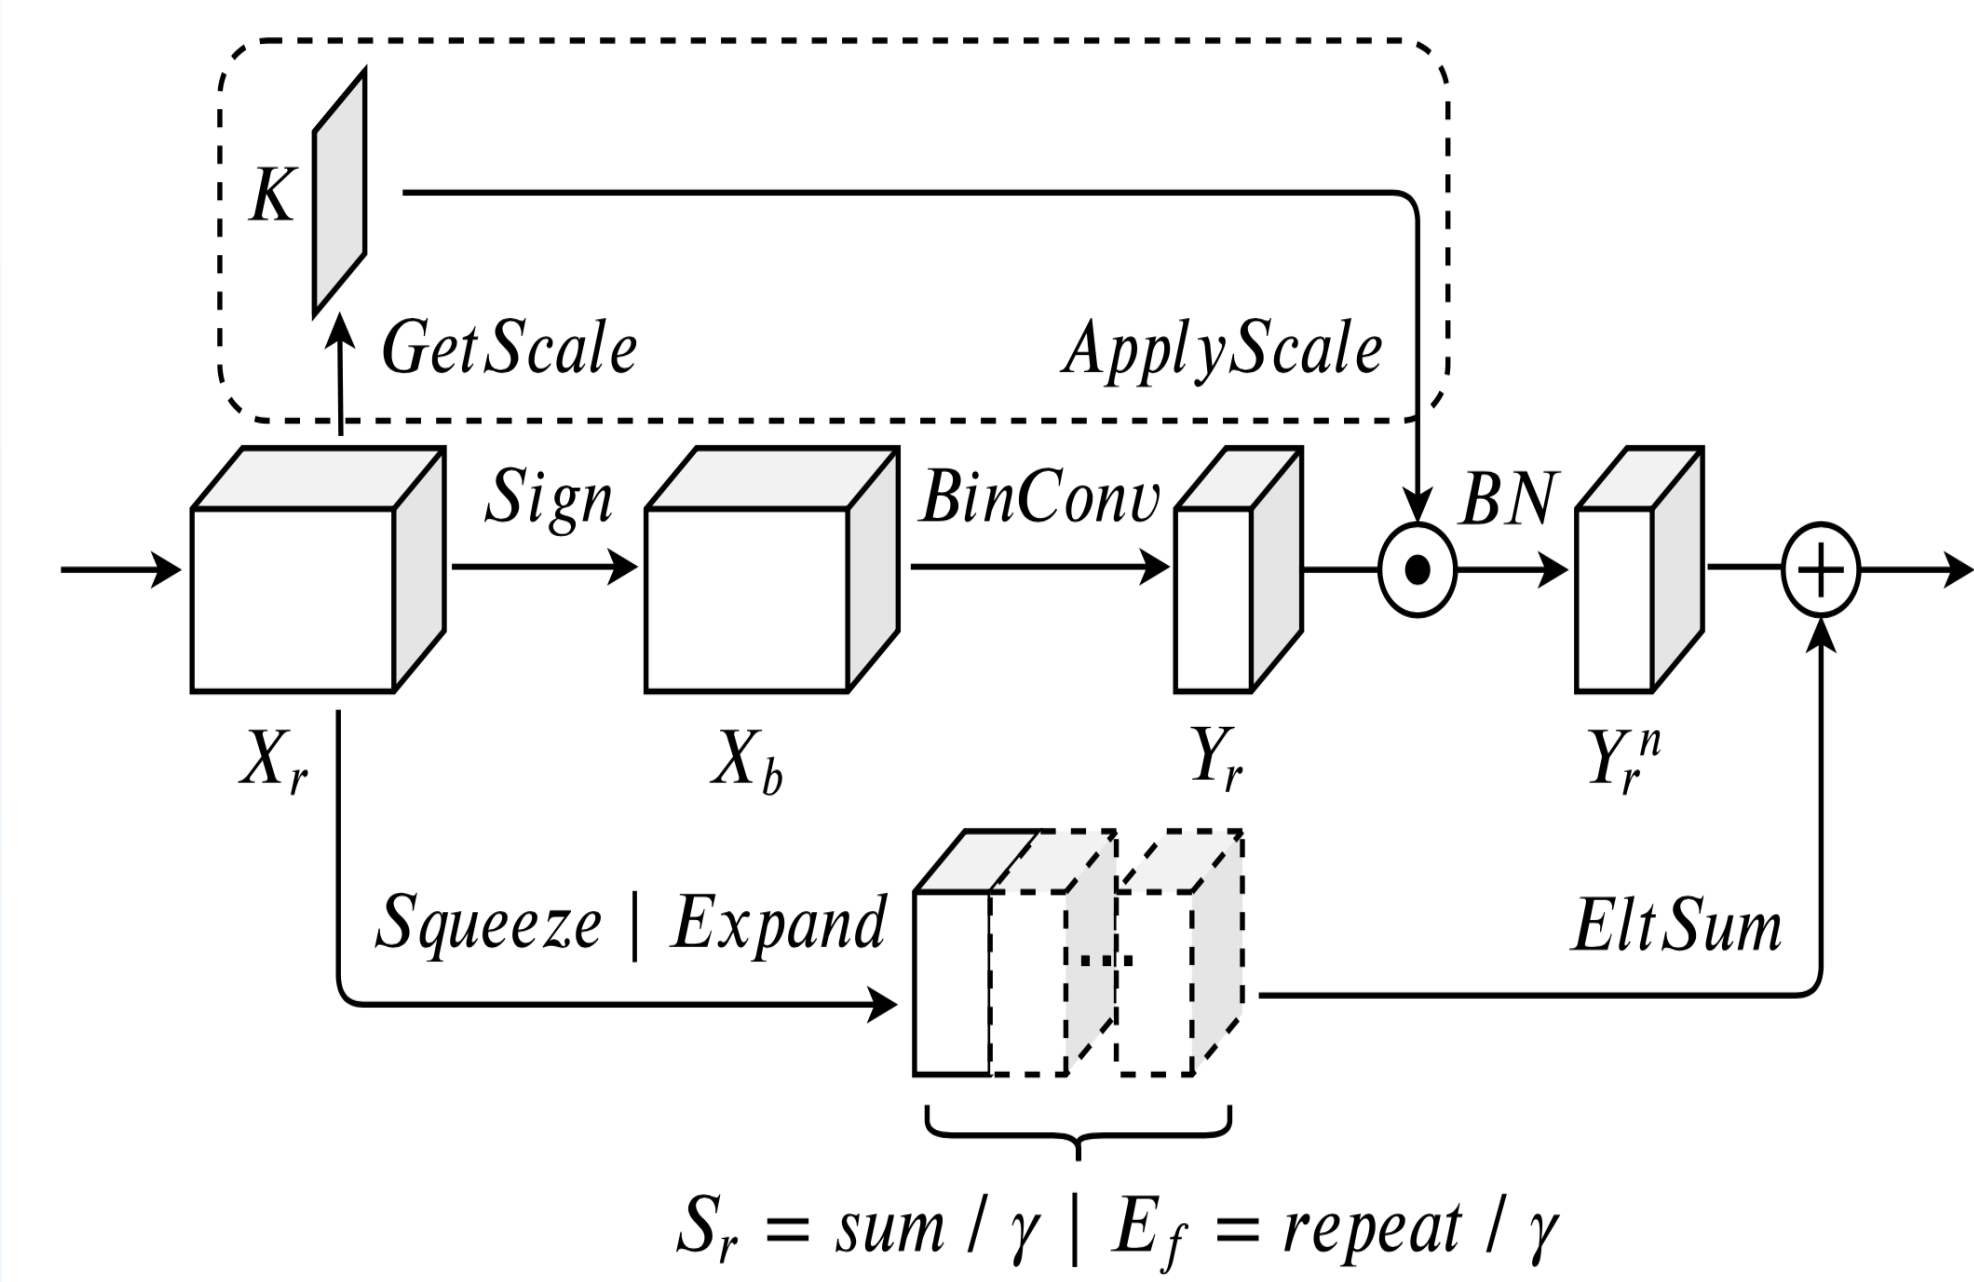 K
GetScale
ApplyScale
Sign
BinConv
BN
X_r
X_b
Y_r
Y_r^n
Squeeze | Expand
...
EltSum
S_r = sum / γ | E_f = repeat / γ